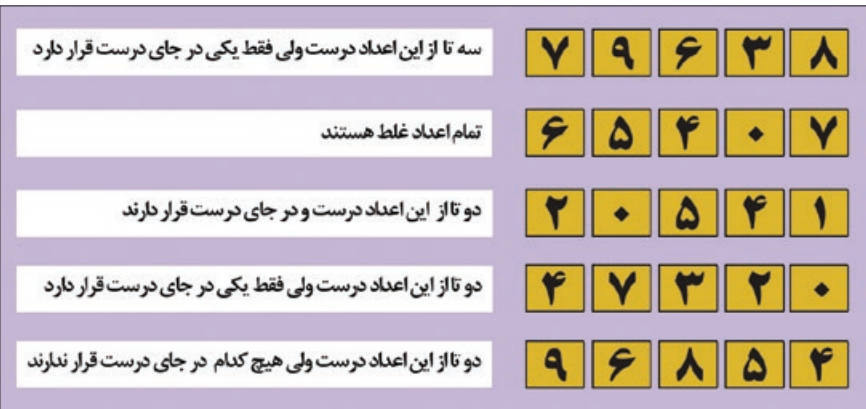 سه تا از این اعداد درست ولی فقط یکی در جای درست قرار دارد
۷ ۹ ۶ ۳ ۸
تمام اعداد غلط هستند
۶ ۵ ۴ ۰ ۷
دو تا از این اعداد درست و در جای درست قرار دارند
۲ ۰ ۵ ۴ ۱
دو تا از این اعداد درست ولی فقط یکی در جای درست قرار دارد
۴ ۷ ۳ ۲ ۰
دو تا از این اعداد درست ولی هیچ کدام در جای درست قرار ندارند
۹ ۶ ۸ ۵ ۴